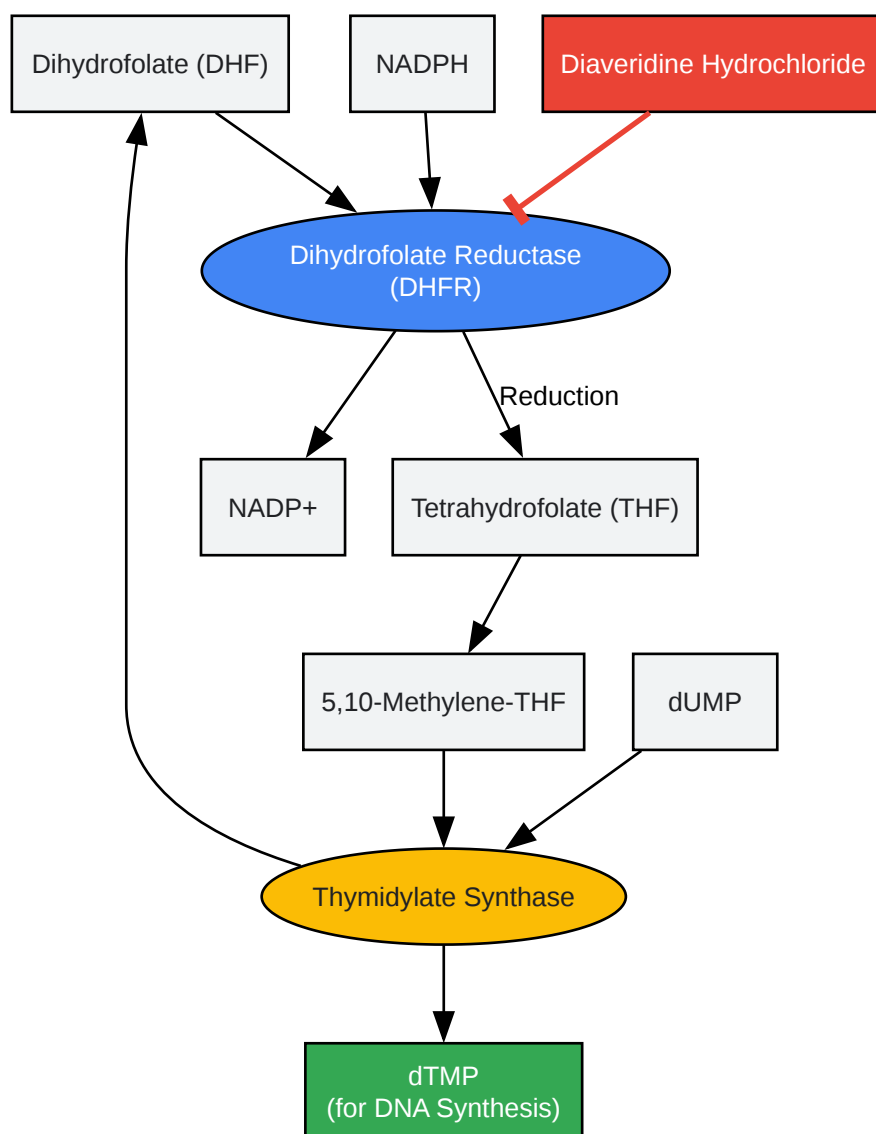 Dihydrofolate (DHF)
NADPH
Diaveridine Hydrochloride
Dihydrofolate Reductase
(DHFR)
Reduction
NADP+
Tetrahydrofolate (THF)
5,10-Methylene-THF
dUMP
Thymidylate Synthase
dTMP
(for DNA Synthesis)